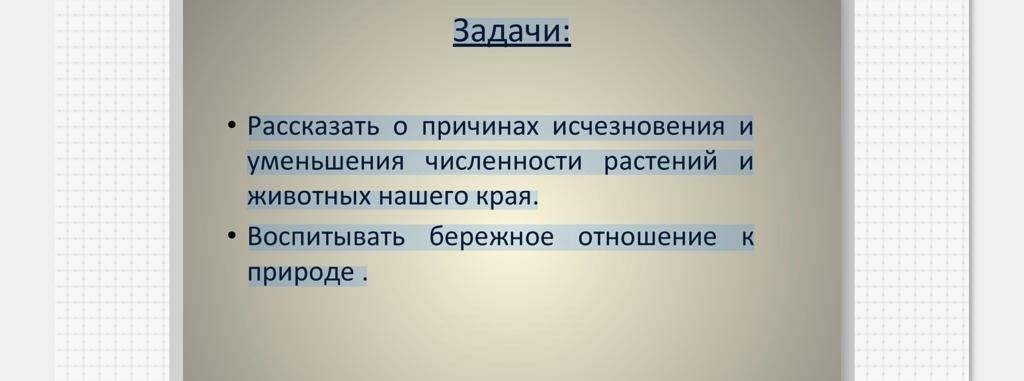 Задачи:
• Рассказать о причинах исчезновения и
уменьшения численности растений и
животных нашего края.
• Воспитывать бережное отношение к
природе .